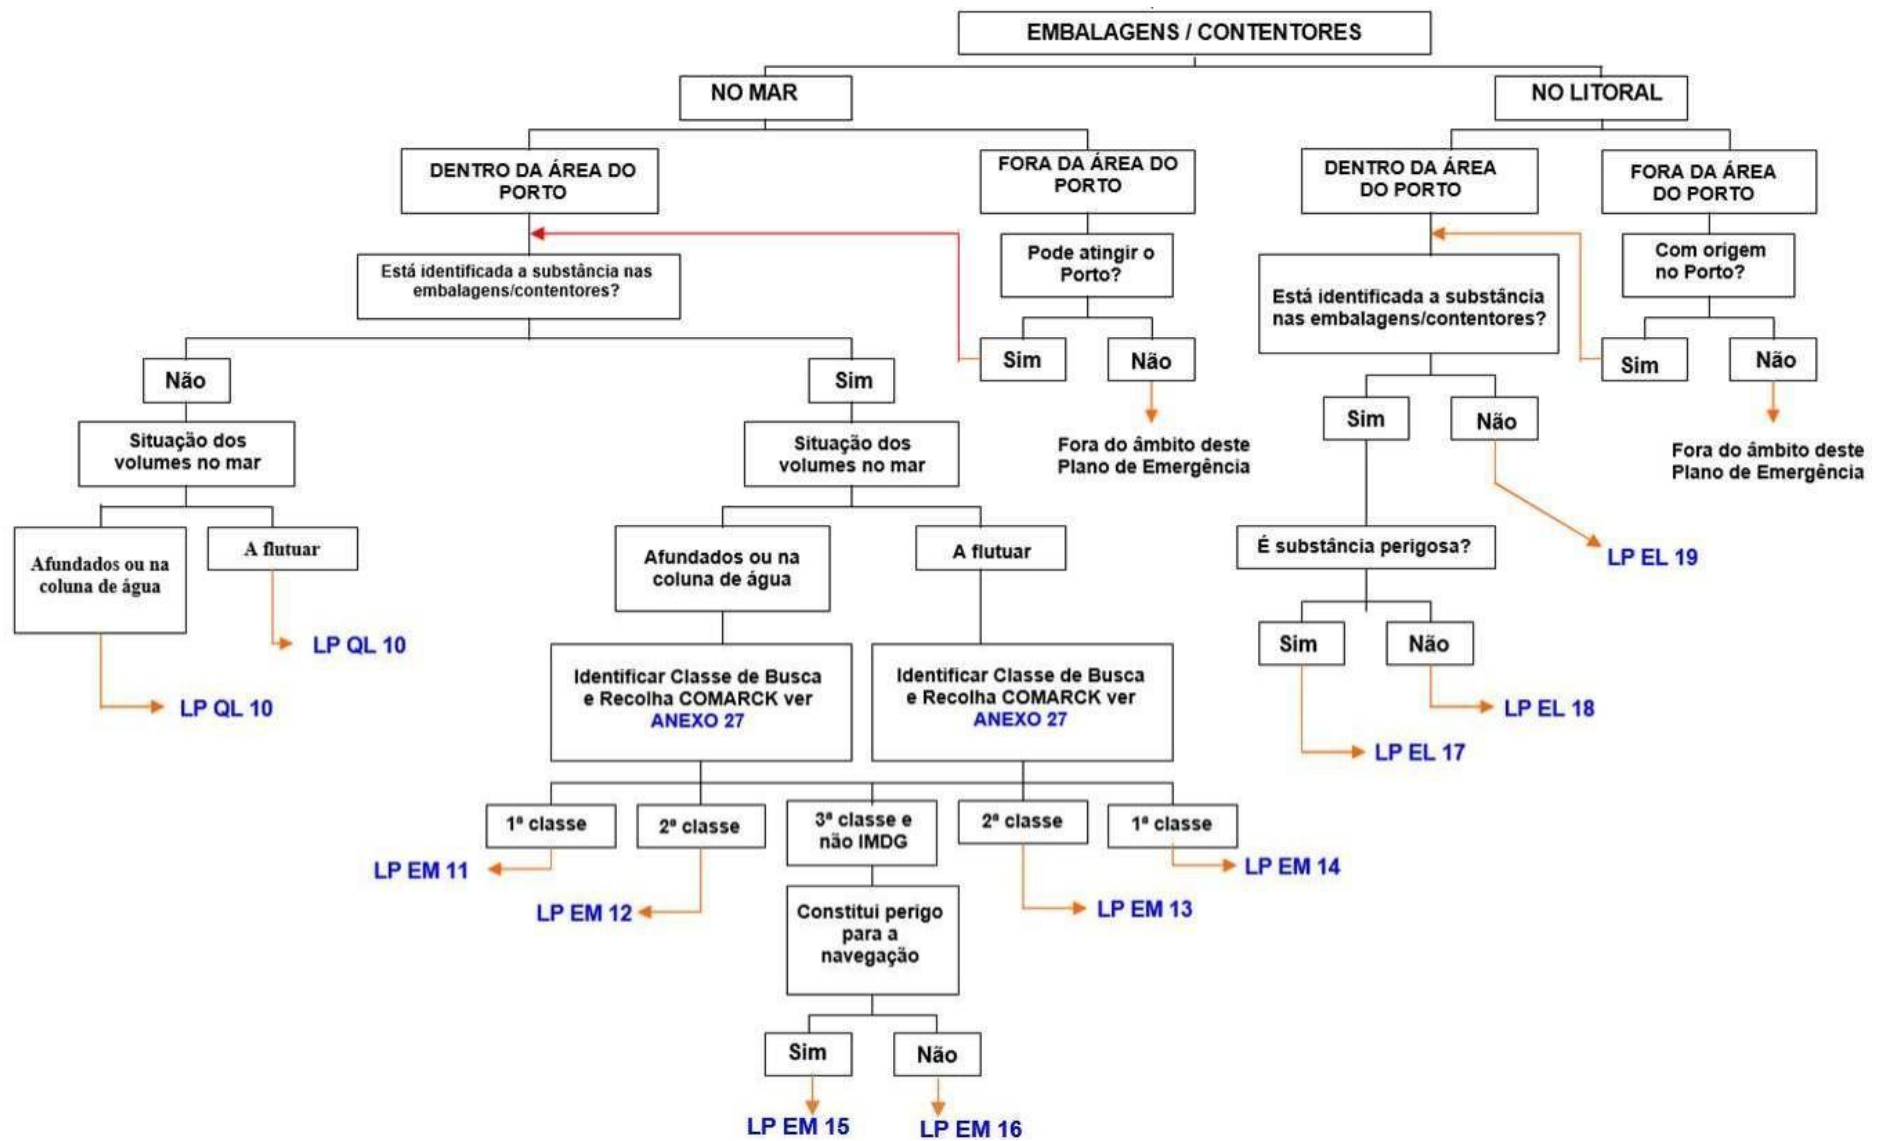 EMBALAGENS / CONTENTORES
NO MAR
NO LITORAL
DENTRO DA ÁREA DO
PORTO
FORA DA ÁREA DO
PORTO
DENTRO DA ÁREA
DO PORTO
FORA DA ÁREA
DO PORTO
Está identificada a substância nas
embalagens/contentores?
Pode atingir o
Porto?
Está identificada a substância
nas embalagens/contentores?
Com origem
no Porto?
Não
Sim
Sim
Não
Sim
Não
Sim
Não
Situação dos
volumes no mar
Situação dos
volumes no mar
Fora do âmbito deste
Plano de Emergência
Fora do âmbito deste
Plano de Emergência
Afundados ou na
coluna de água
A flutuar
Afundados ou na
coluna de água
A flutuar
É substância perigosa?
LP EL 19
LP QL 10
LP QL 10
Identificar Classe de Busca
e Recolha COMARCK ver
ANEXO 27
Identificar Classe de Busca
e Recolha COMARCK ver
ANEXO 27
Sim
Não
LP EL 18
LP EL 17
1ª classe
2ª classe
3ª classe e
não IMDG
2ª classe
1ª classe
LP EM 11
LP EM 12
LP EM 13
LP EM 14
Constitui perigo
para a
navegação
Sim
Não
LP EM 15
LP EM 16